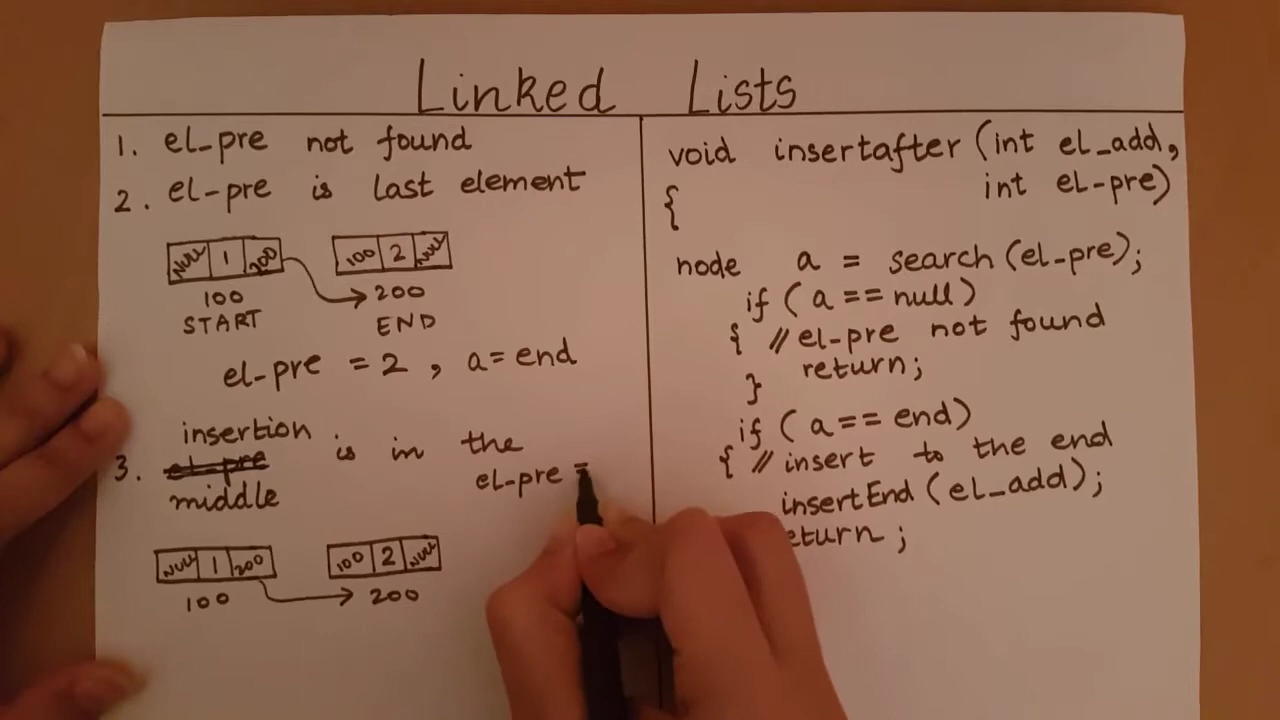 Linked Lists
1. el-pre not found
2. el-pre is last element
NULL 1 200
100 2 NULL
100
200
START
END
el-pre = 2, a = end
3. el-pre insertion is in the
middle
el-pre =
NULL 1 200
100 2 NULL
100
200
void insertafter (int el_add,
int el-pre)
{
node a = search (el-pre);
if (a == null)
{ // el-pre not found
return;
}
if (a == end)
{ // insert to the end
insertEnd (el_add);
eturn;